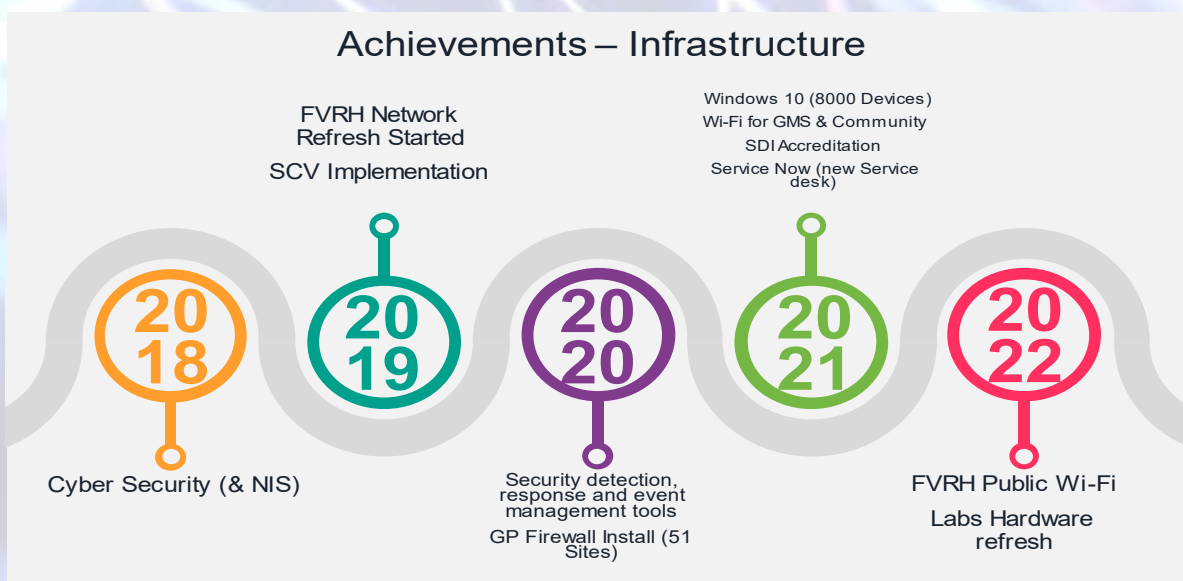 Achievements – Infrastructure
FVRH Network
Refresh Started
SCV Implementation
Windows 10 (8000 Devices)
Wi-Fi for GMS & Community
SDI Accreditation
Service Now (new Service
desk)
20
18
20
19
20
20
20
21
20
22
Cyber Security (& NIS)
Security detection,
response and event
management tools
GP Firewall Install (51
Sites)
FVRH Public Wi-Fi
Labs Hardware
refresh